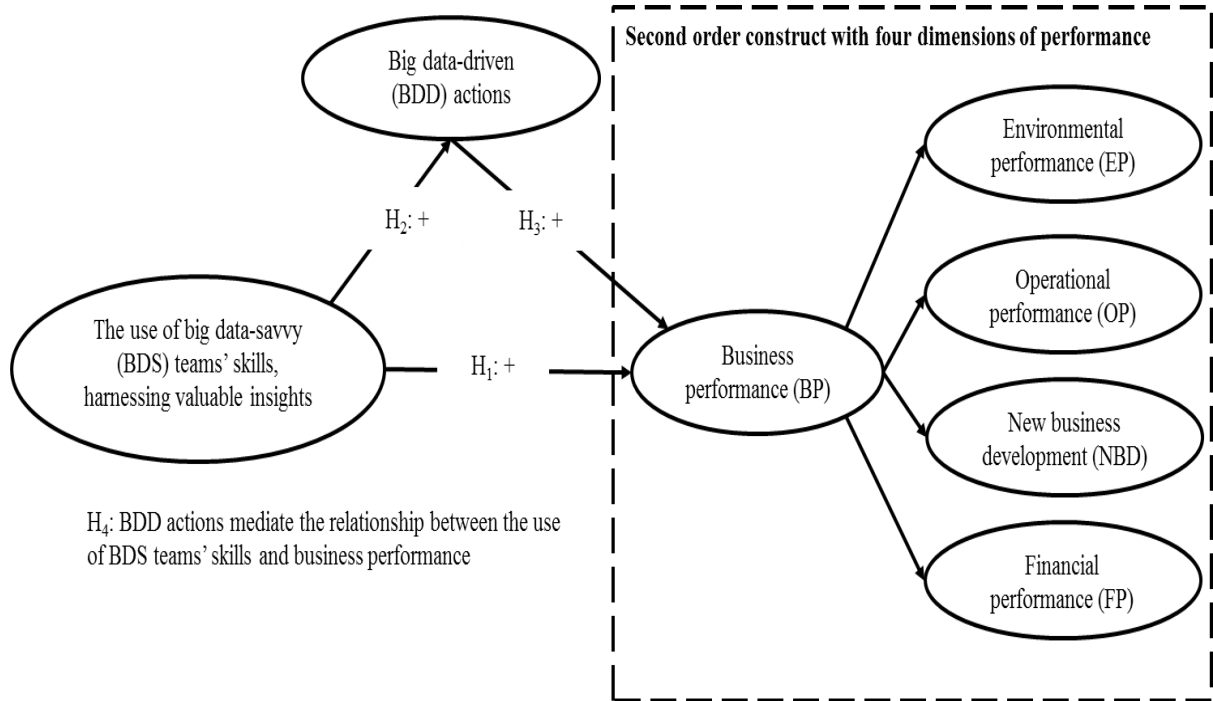 Second order construct with four dimensions of performance
Big data-driven
(BDD) actions
Environmental
performance (EP)
H₂: +
H₃: +
Operational
performance (OP)
The use of big data-savvy
(BDS) teams’ skills,
harnessing valuable insights
H₁: +
Business
performance (BP)
New business
development (NBD)
H₄: BDD actions mediate the relationship between the use
of BDS teams’ skills and business performance
Financial
performance (FP)